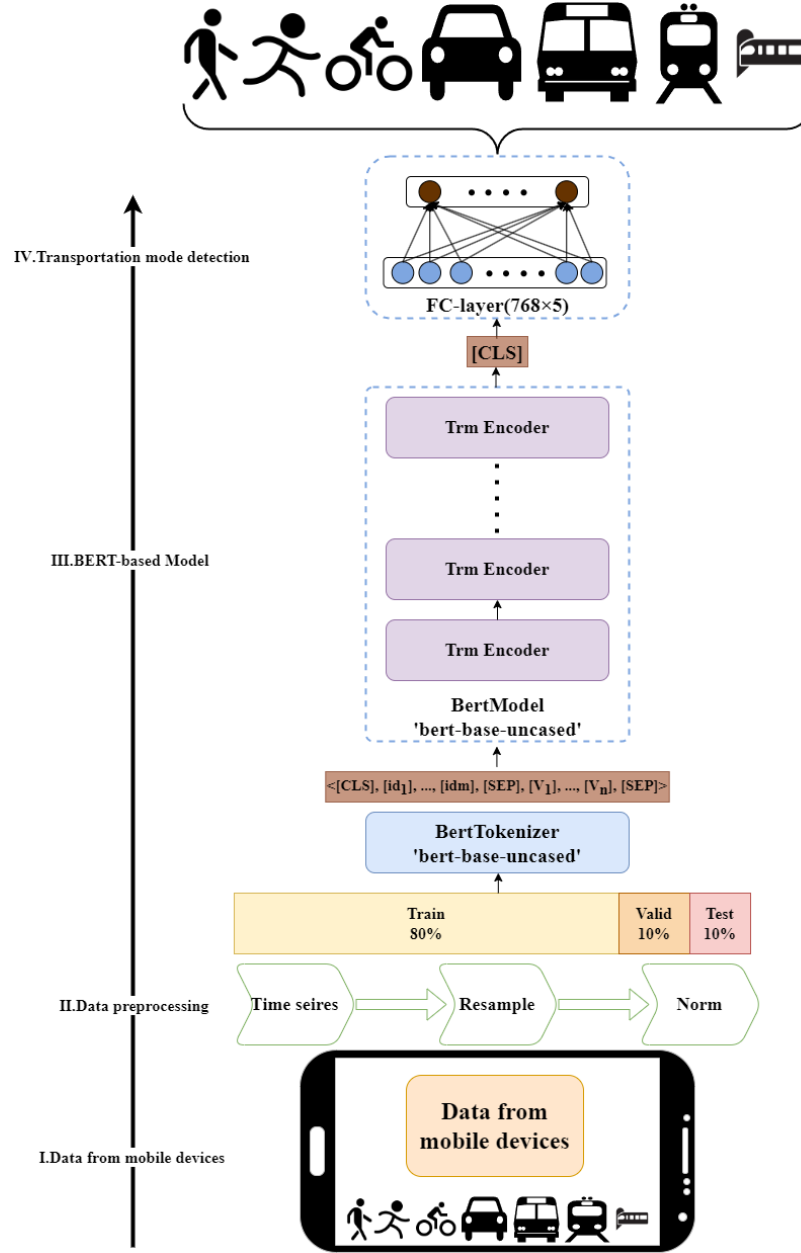 IV.Transportation mode detection
FC-layer(768×5)
[CLS]
Trm Encoder
III.BERT-based Model
Trm Encoder
Trm Encoder
BertModel
'bert-base-uncased'
<[CLS], [id₁], ..., [idm], [SEP], [V₁], ..., [Vₙ], [SEP]>
BertTokenizer
'bert-base-uncased'
Train
80%
Valid
10%
Test
10%
II.Data preprocessing
Time seires
Resample
Norm
I.Data from mobile devices
Data from
mobile devices